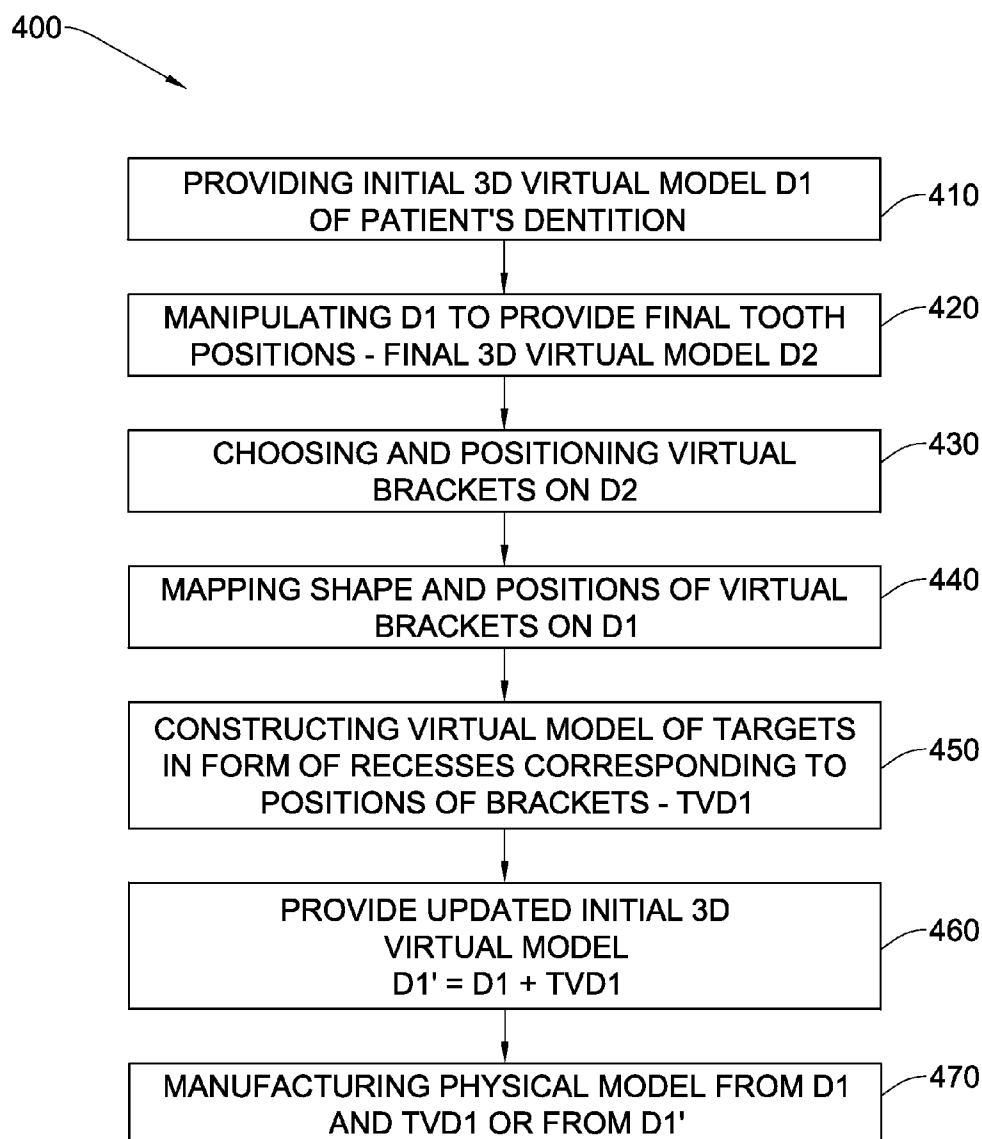 400
PROVIDING INITIAL 3D VIRTUAL MODEL D1
OF PATIENT'S DENTITION
410
MANIPULATING D1 TO PROVIDE FINAL TOOTH
POSITIONS - FINAL 3D VIRTUAL MODEL D2
420
CHOOSING AND POSITIONING VIRTUAL
BRACKETS ON D2
430
MAPPING SHAPE AND POSITIONS OF VIRTUAL
BRACKETS ON D1
440
CONSTRUCTING VIRTUAL MODEL OF TARGETS
IN FORM OF RECESSES CORRESPONDING TO
POSITIONS OF BRACKETS - TVD1
450
PROVIDE UPDATED INITIAL 3D
VIRTUAL MODEL
D1' = D1 + TVD1
460
MANUFACTURING PHYSICAL MODEL FROM D1
AND TVD1 OR FROM D1'
470